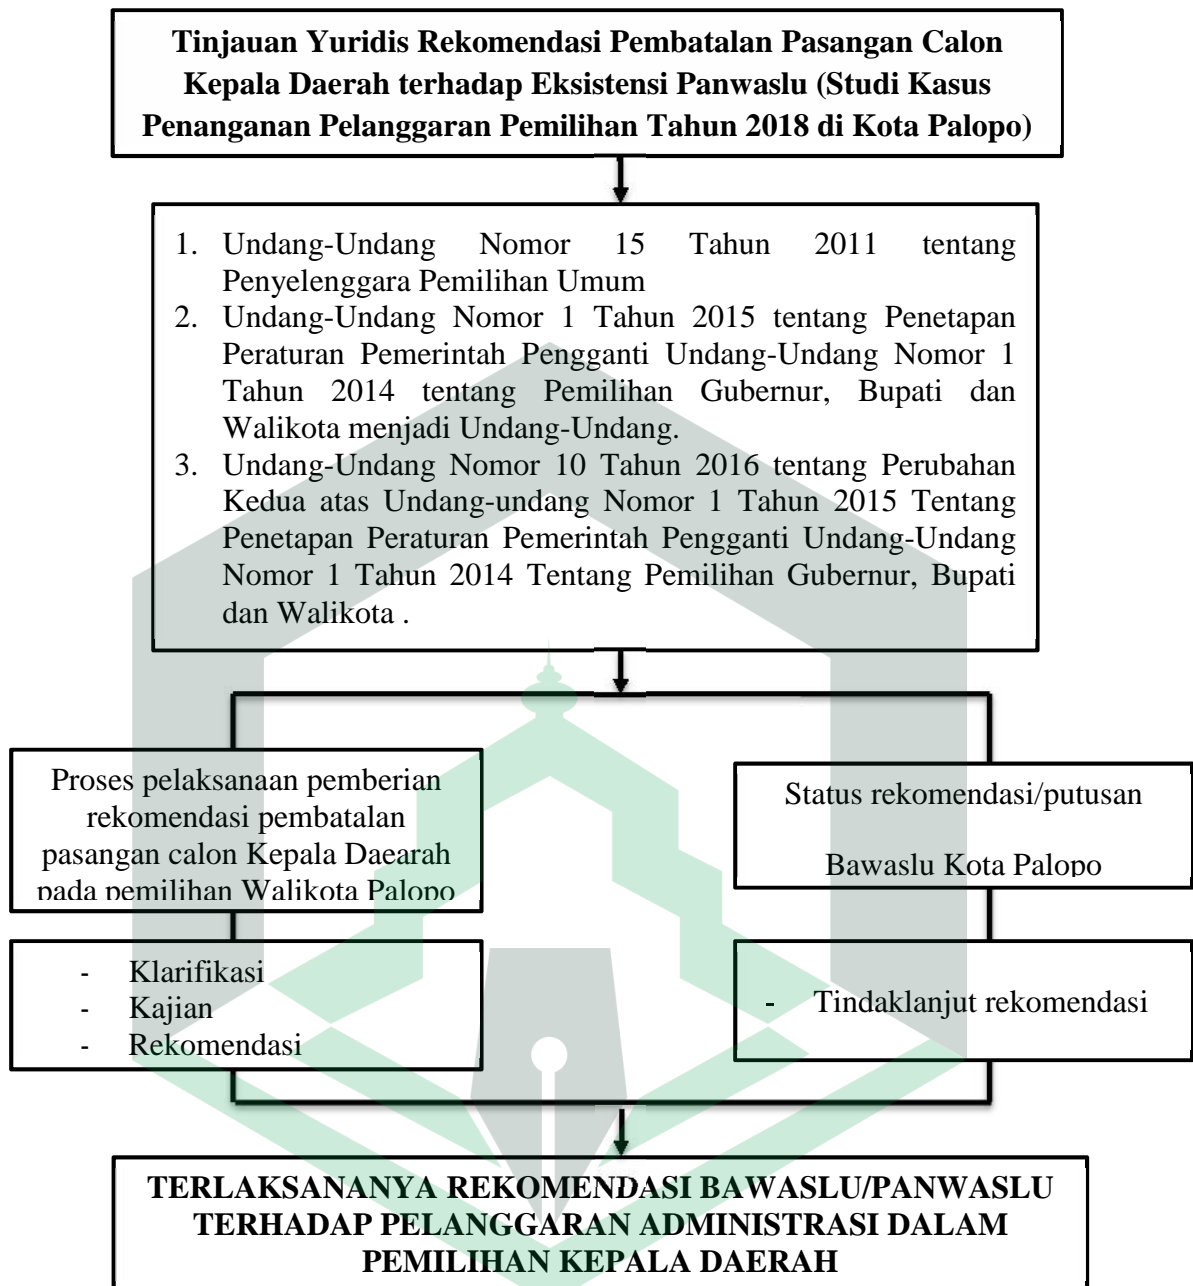 Tinjauan Yuridis Rekomendasi Pembatalan Pasangan Calon
Kepala Daerah terhadap Eksistensi Panwaslu (Studi Kasus
Penanganan Pelanggaran Pemilihan Tahun 2018 di Kota Palopo)
1. Undang-Undang Nomor 15 Tahun 2011 tentang
Penyelenggara Pemilihan Umum
2. Undang-Undang Nomor 1 Tahun 2015 tentang Penetapan
Peraturan Pemerintah Pengganti Undang-Undang Nomor 1
Tahun 2014 tentang Pemilihan Gubernur, Bupati dan
Walikota menjadi Undang-Undang.
3. Undang-Undang Nomor 10 Tahun 2016 tentang Perubahan
Kedua atas Undang-undang Nomor 1 Tahun 2015 Tentang
Penetapan Peraturan Pemerintah Pengganti Undang-Undang
Nomor 1 Tahun 2014 Tentang Pemilihan Gubernur, Bupati
dan Walikota .
Proses pelaksanaan pemberian
rekomendasi pembatalan
pasangan calon Kepala Daearah
pada pemilihan Walikota Palopo
Status rekomendasi/putusan
Bawaslu Kota Palopo
- Klarifikasi
- Kajian
- Rekomendasi
- Tindaklanjut rekomendasi
TERLAKSANANYA REKOMENDASI BAWASLU/PANWASLU
TERHADAP PELANGGARAN ADMINISTRASI DALAM
PEMILIHAN KEPALA DAERAH